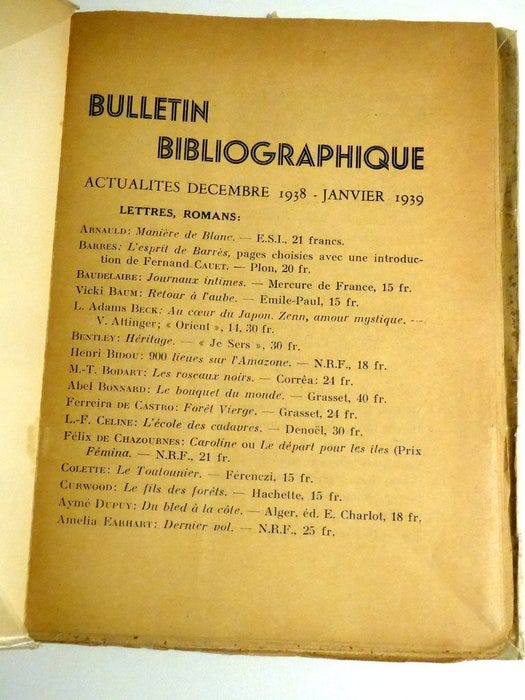 BULLETIN
BIBLIOGRAPHIQUE
ACTUALITES DECEMBRE 1938 - JANVIER 1939
LETTRES, ROMANS:
ARNAULD: Manière de Blanc. — E.S.I., 21 francs.
BARRES: L'esprit de Barrès, pages choisies avec une introduc-
tion de Fernand CAUET. — Plon, 20 fr.
BAUDELAIRE: Journaux intimes. — Mercure de France, 15 fr.
Vicki BAUM: Retour à l'aube. — Emile-Paul, 15 fr.
L. Adams BECK: Au cœur du Japon. Zenn, amour mystique. —
V. Attinger; « Orient », 14, 30 fr.
BENTLEY: Héritage. — « Je Sers », 30 fr.
Henri BIDOU: 900 lieues sur l'Amazone. — N.R.F., 18 fr.
M.-T. BODART: Les roseaux noirs. — Corrêa: 24 fr.
Abel BONNARD: Le bouquet du monde. — Grasset, 40 fr.
Ferreira DE CASTRO: Forêt Vierge. — Grasset, 24 fr.
L.-F. CELINE: L'école des cadavres. — Denoël, 30 fr.
Félix DE CHAZOURNES: Caroline ou Le départ pour les îles (Prix
Fémina. — N.R.F., 21 fr.
COLETTE: Le Toutounier. — Férenczi, 15 fr.
CURWOOD: Le fils des forêts. — Hachette, 15 fr.
Aymé DUPUY: Du bled à la côte. — Alger, éd. E. Charlot, 18 fr.
Amelia EARHART: Dernier vol. — N.R.F., 25 fr.